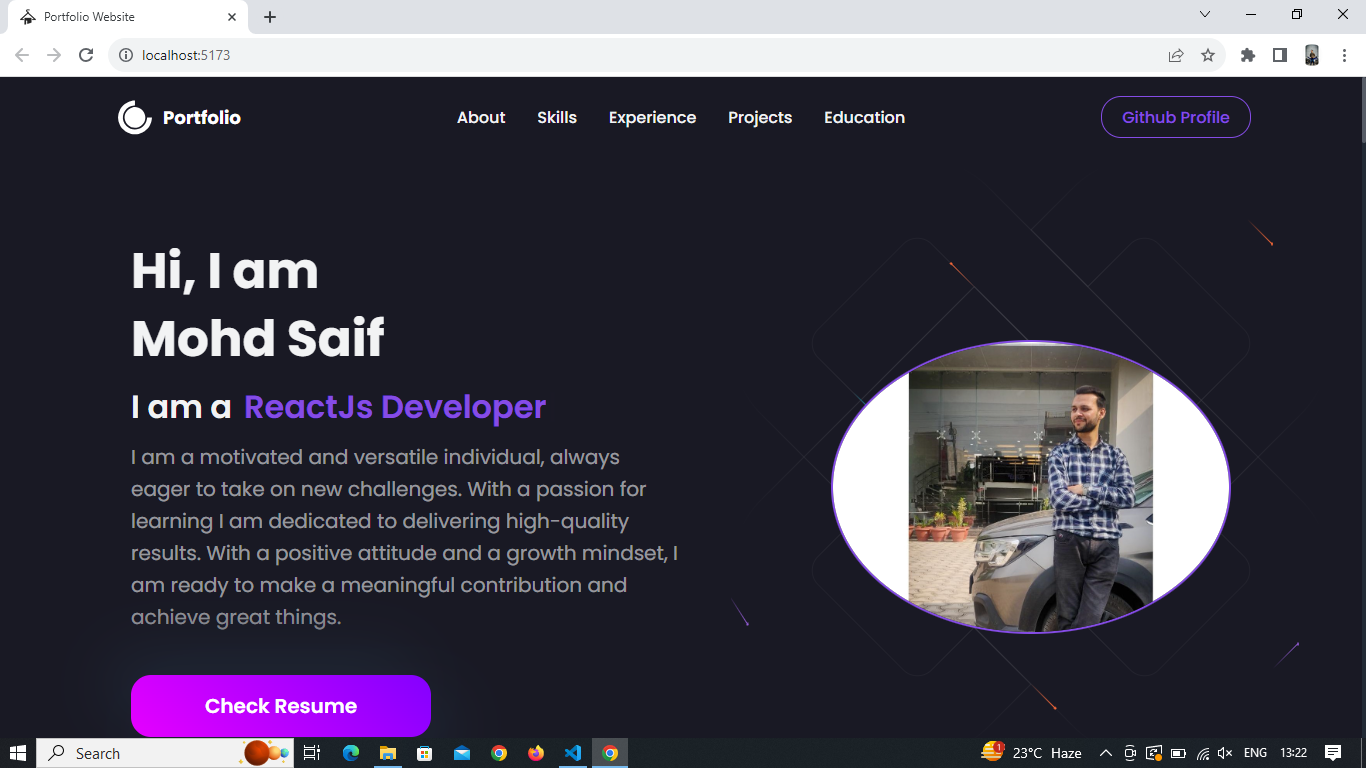 Portfolio Website
localhost:5173
Portfolio
About Skills Experience Projects Education
Github Profile
Hi, I am
Mohd Saif
I am a ReactJs Developer
I am a motivated and versatile individual, always
eager to take on new challenges. With a passion for
learning I am dedicated to delivering high-quality
results. With a positive attitude and a growth mindset, I
am ready to make a meaningful contribution and
achieve great things.
Check Resume
Search
1
23°C Haze
ENG
13:22